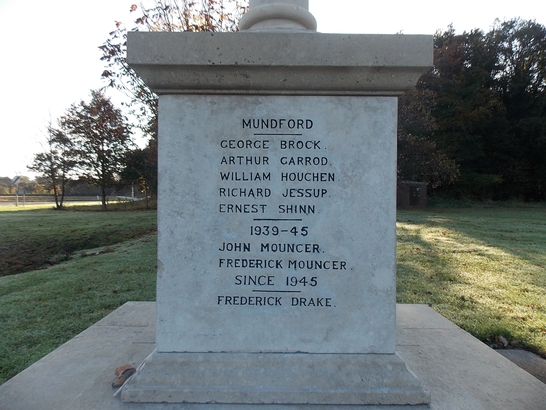 MUNDFORD
GEORGE BROCK.
ARTHUR GARROD.
WILLIAM HOUCHEN
RICHARD JESSUP.
ERNEST SHINN.
1939-45
JOHN MOUNCER.
FREDERICK MOUNCER.
SINCE 1945
FREDERICK DRAKE.